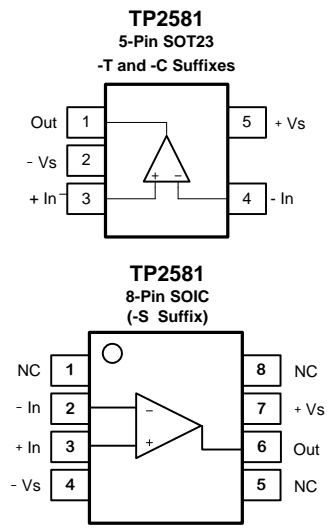 TP2581
5-Pin SOT23
-T and -C Suffixes
Out 1 5 + Vs
- Vs 2
+ In 3 + - 4 - In
TP2581
8-Pin SOIC
(-S Suffix)
NC 1 8 NC
- In 2 - 7 + Vs
+ In 3 + 6 Out
- Vs 4 5 NC